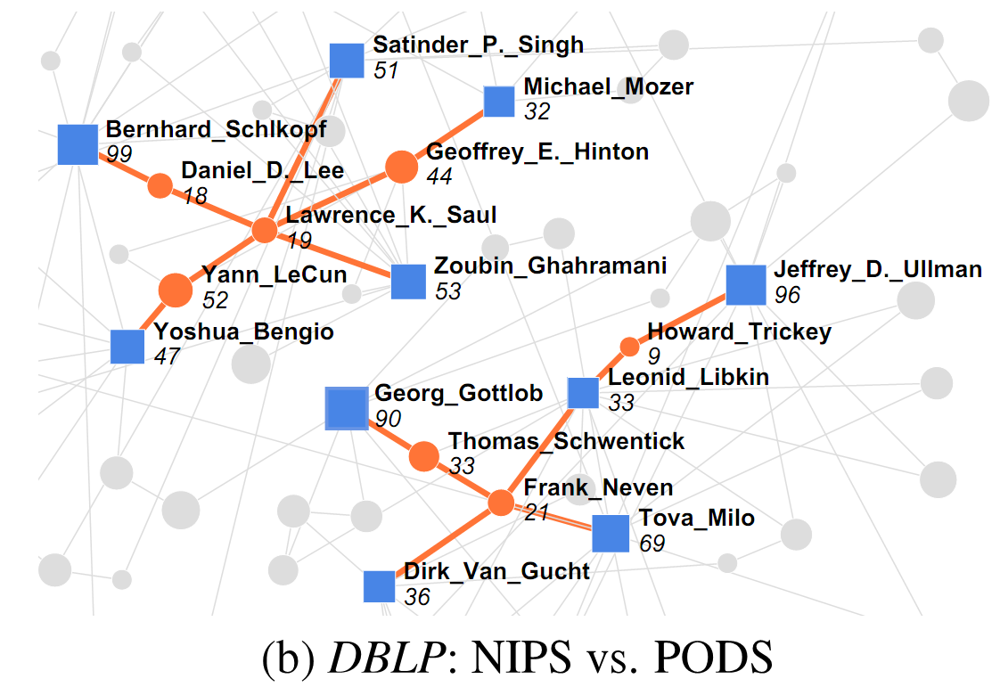 Satinder_P._Singh
51
Michael_Mozer
32
Bernhard_Schlkopf
99
Geoffrey_E._Hinton
44
Daniel_D._Lee
18
Lawrence_K._Saul
19
Zoubin_Ghahramani
53
Yann_LeCun
52
Jeffrey_D._Ullman
96
Yoshua_Bengio
47
Howard_Trickey
9
Leonid_Libkin
33
Georg_Gottlob
90
Thomas_Schwentick
33
Frank_Neven
21
Tova_Milo
69
Dirk_Van_Gucht
36
(b) DBLP: NIPS vs. PODS